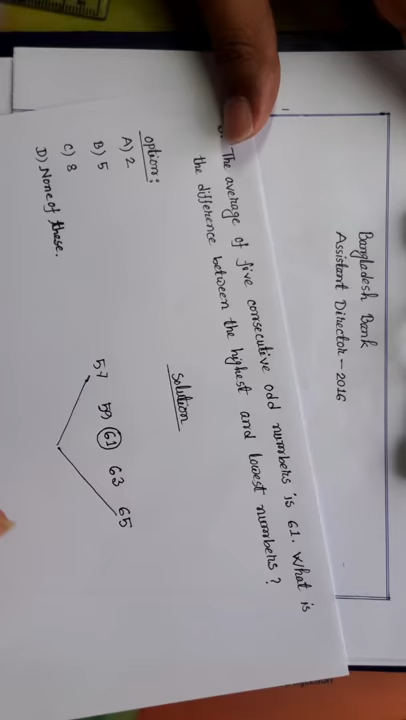 Bangladesh Bank
Assistant Director - 2016
The average of five consecutive odd numbers is 61. What is
the difference between the highest and lowest numbers?
option:
A) 2
B) 5
C) 8
D) None of these.
Solution
57 59 61 63 65